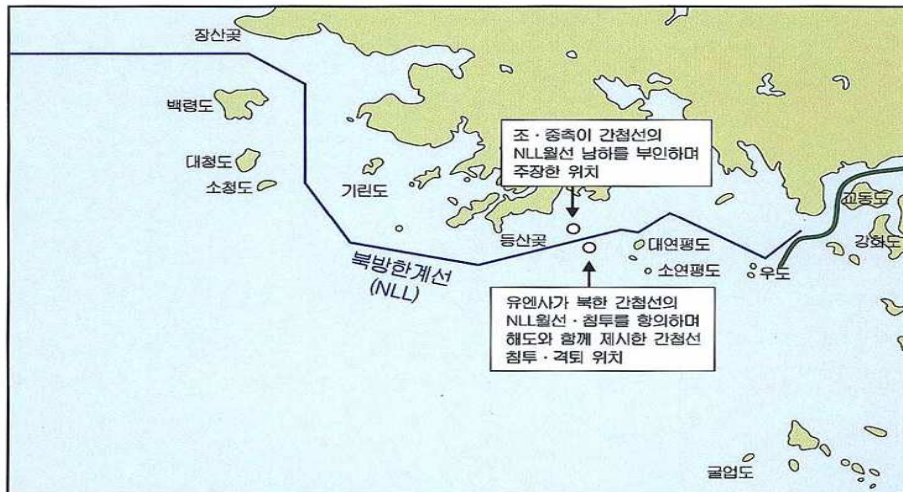 장산곶
백령도
조·중측이 간첩선의
NLL월선 남하를 부인하며
주장한 위치
대청도
소청도
기린도
교동도
강화도
등산곶
대연평도
북방한계선
(NLL)
소연평도
우도
유엔사가 북한 간첩선의
NLL월선·침투를 항의하며
해도와 함께 제시한 간첩선
침투·격퇴 위치
굴업도